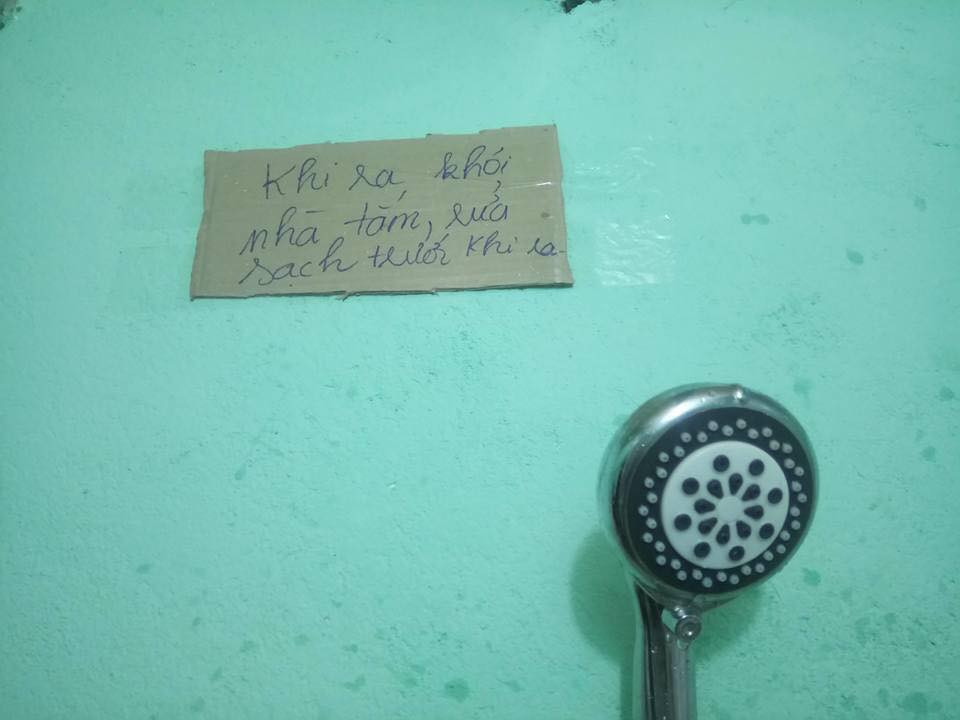 Khi ra khỏi
nhà tắm, rửa
sạch trước khi ra.